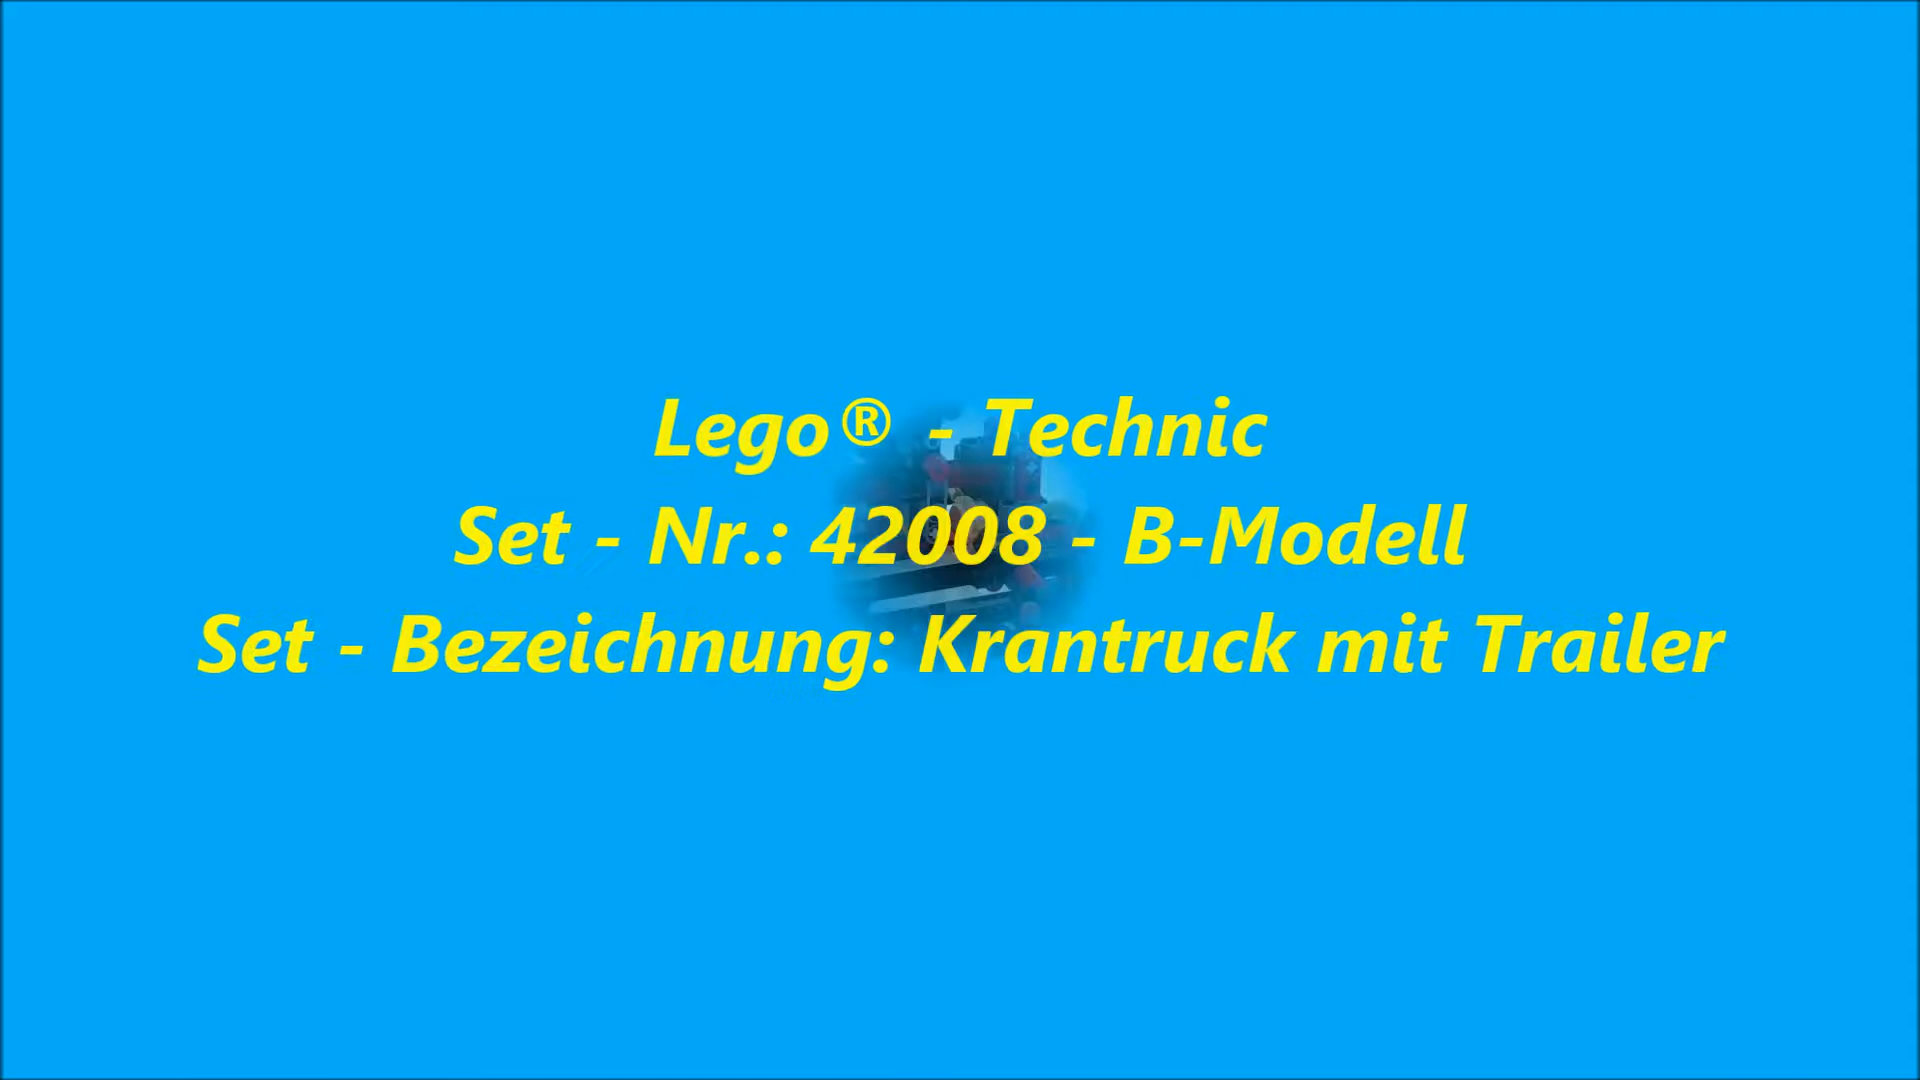 Lego® - Technic
Set - Nr.: 42008 - B-Modell
Set - Bezeichnung: Krantruck mit Trailer